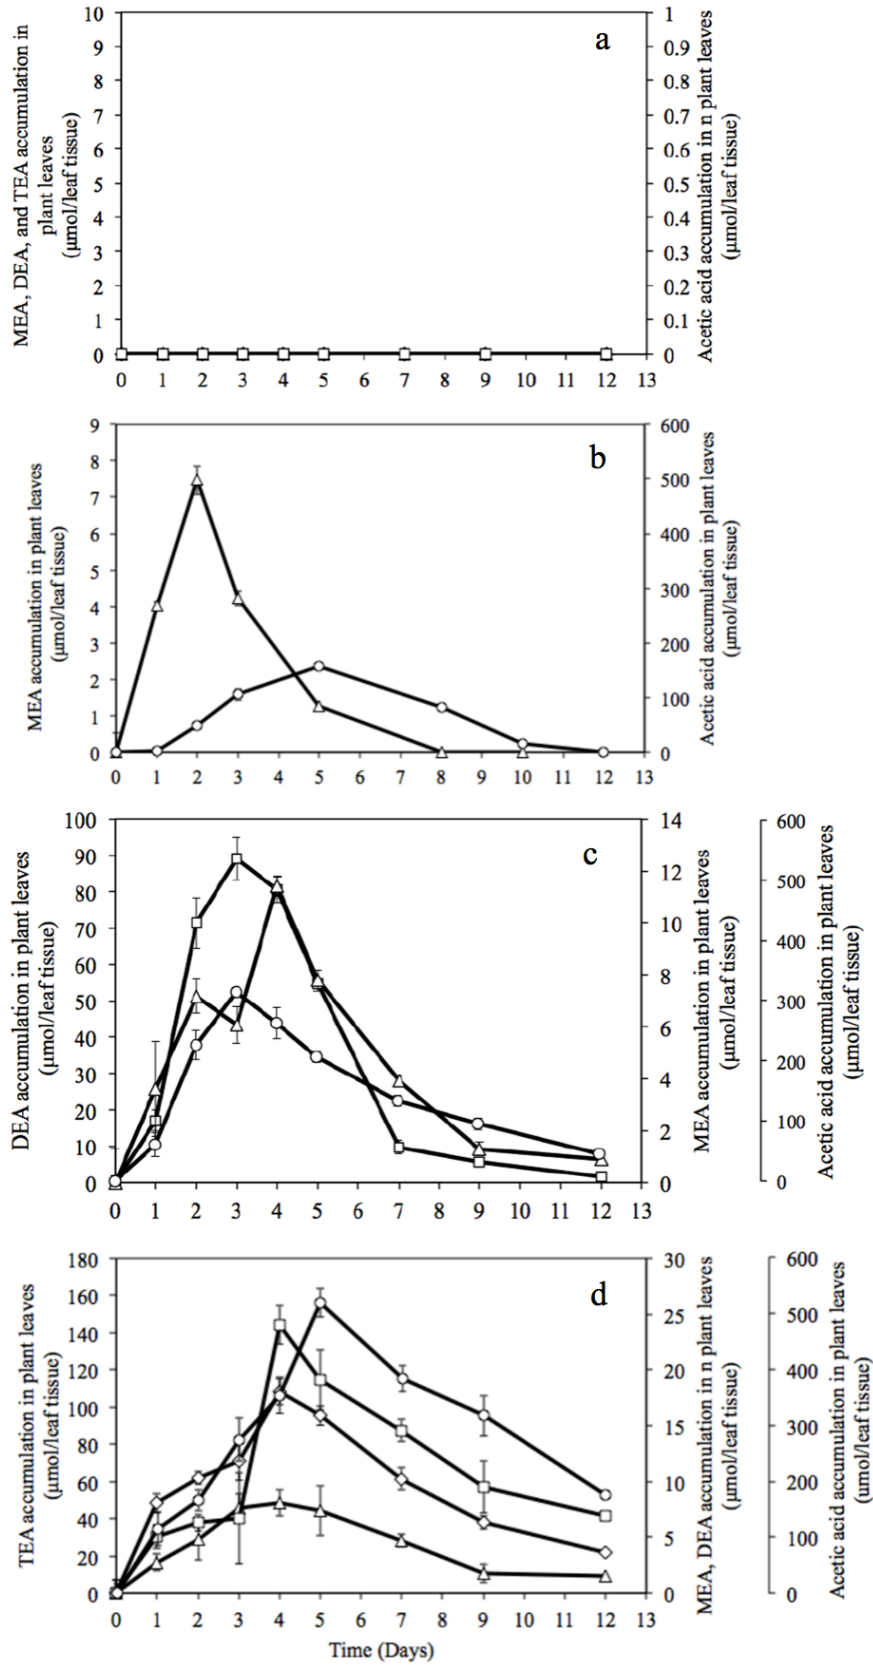 a
MEA, DEA, and TEA accumulation in
plant leaves
(µmol/leaf tissue)
10
9
8
7
6
5
4
3
2
1
0
1
0.9
0.8
0.7
0.6
0.5
0.4
0.3
0.2
0.1
0
Acetic acid accumulation in n plant leaves
(µmol/leaf tissue)
0 1 2 3 4 5 6 7 8 9 10 11 12 13
b
MEA accumulation in plant leaves
(µmol/leaf tissue)
9
8
7
6
5
4
3
2
1
0
600
500
400
300
200
100
0
Acetic acid accumulation in plant leaves
(µmol/leaf tissue)
0 1 2 3 4 5 6 7 8 9 10 11 12 13
c
DEA accumulation in plant leaves
(µmol/leaf tissue)
100
90
80
70
60
50
40
30
20
10
0
14
12
10
8
6
4
2
0
MEA accumulation in plant leaves
(µmol/leaf tissue)
600
500
400
300
200
100
0
Acetic acid accumulation in plant leaves
(µmol/leaf tissue)
0 1 2 3 4 5 6 7 8 9 10 11 12 13
d
TEA accumulation in plant leaves
(µmol/leaf tissue)
180
160
140
120
100
80
60
40
20
0
30
25
20
15
10
5
0
MEA, DEA accumulation in n plant leaves
(µmol/leaf tissue)
600
500
400
300
200
100
0
Acetic acid accumulation in plant leaves
(µmol/leaf tissue)
0 1 2 3 4 5 6 7 8 9 10 11 12 13
Time (Days)